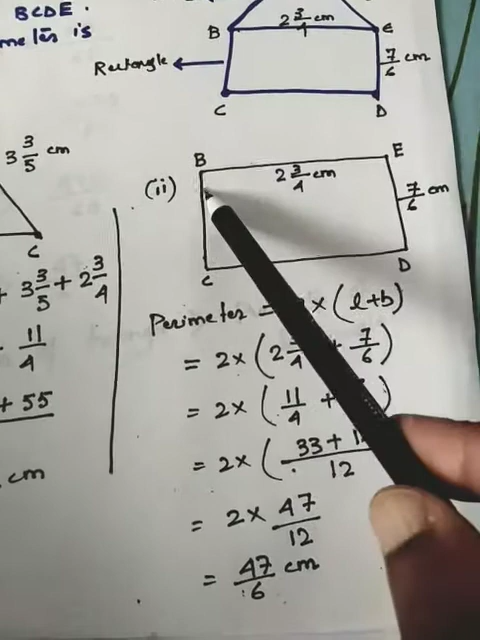 BCDE.
is
2 3/4 cm
B
E
Rectangle
7/6 cm
C
D
3 3/5 cm
C
B
E
(ii)
2 3/4 cm
7/6 cm
C
D
+ 3 3/5 + 2 3/4
11/4
+ 55
cm
Perimeter = × (l+b)
= 2× (2 + 7/6)
= 2× (11/4 +
= 2× (33 + 1 /12
= 2× 47/12
= 47/6 cm